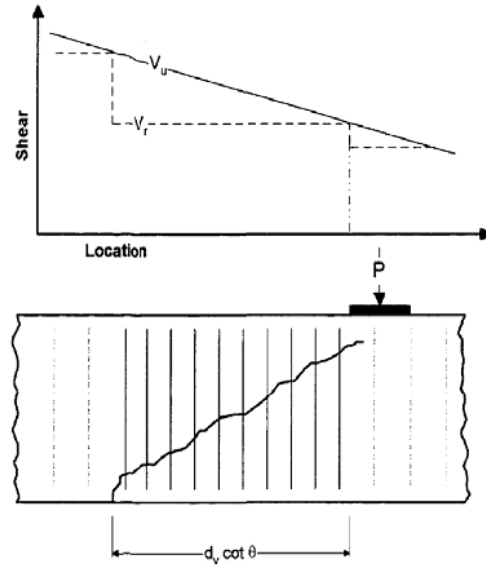 V_u
V_r
Shear
Location
P
d_v cot θ